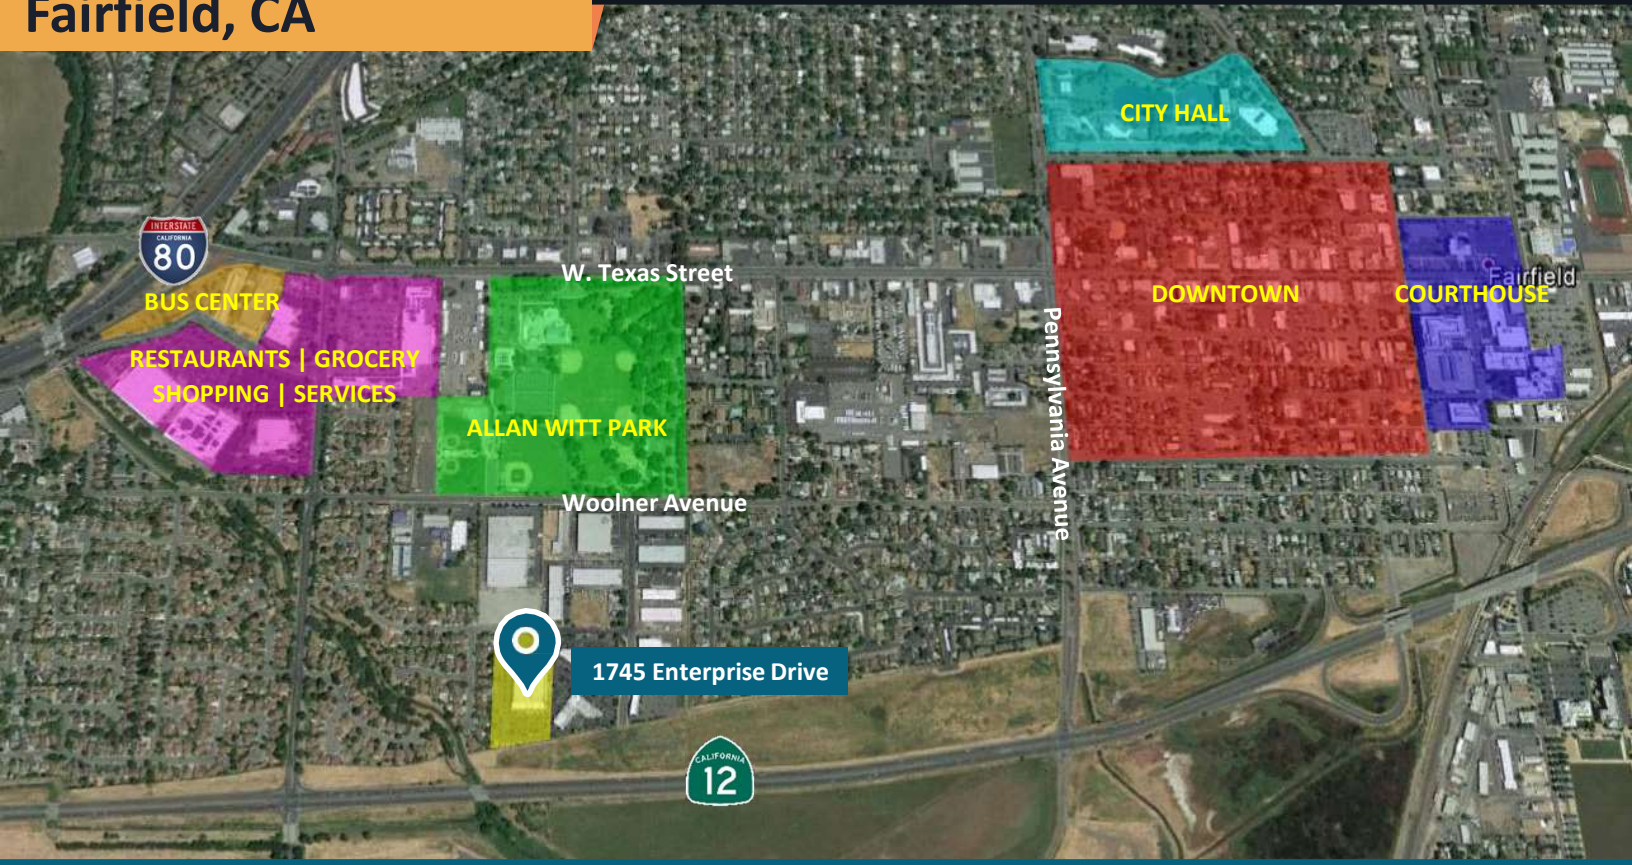 Fairfield, CA
CITY HALL
INTERSTATE
CALIFORNIA
80
W. Texas Street
Fairfield
BUS CENTER
DOWNTOWN
COURTHOUSE
RESTAURANTS | GROCERY
SHOPPING | SERVICES
Pennsylvania Avenue
ALLAN WITT PARK
Woolner Avenue
1745 Enterprise Drive
CALIFORNIA
12